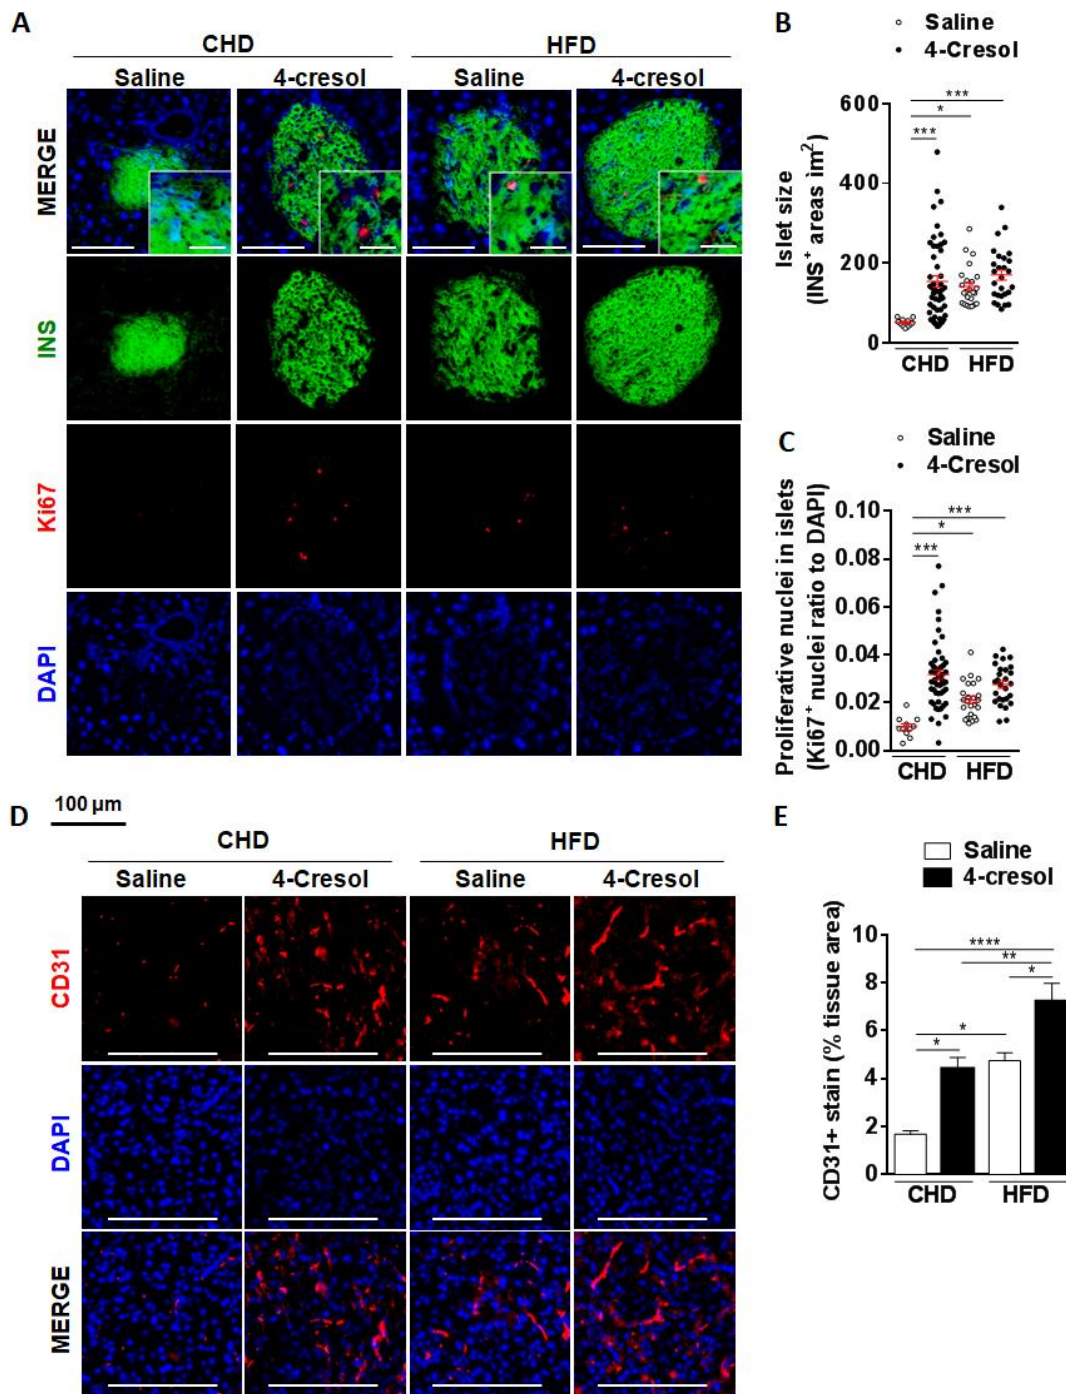 A
CHD HFD
Saline 4-cresol Saline 4-cresol
MERGE
INS
Ki67
DAPI
B
Saline
4-Cresol
***
*
***
Islet size
(INS+ areas ìm2)
600
400
200
0
CHD HFD
C
Saline
4-Cresol
***
*
***
Proliferative nuclei in islets
(Ki67+ nuclei ratio to DAPI)
0.10
0.08
0.06
0.04
0.02
0.00
CHD HFD
D
100 µm
CHD HFD
Saline 4-Cresol Saline 4-Cresol
CD31
DAPI
MERGE
E
Saline
4-cresol
****
**
*
*
*
CD31+ stain (% tissue area)
10
8
6
4
2
0
CHD HFD